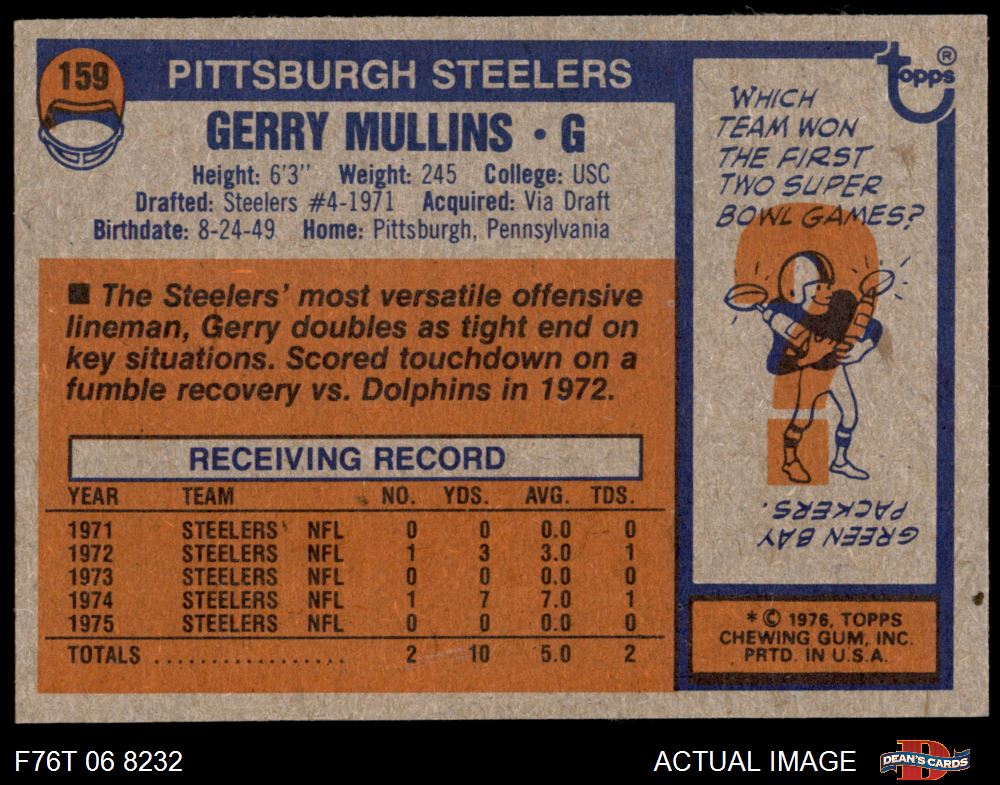 159
PITTSBURGH STEELERS
GERRY MULLINS • G
Height: 6'3" Weight: 245 College: USC
Drafted: Steelers #4-1971 Acquired: Via Draft
Birthdate: 8-24-49 Home: Pittsburgh, Pennsylvania
■ The Steelers' most versatile offensive
lineman, Gerry doubles as tight end on
key situations. Scored touchdown on a
fumble recovery vs. Dolphins in 1972.
RECEIVING RECORD
YEAR TEAM NO. YDS. AVG. TDS.
1971 STEELERS NFL 0 0 0.0 0
1972 STEELERS NFL 1 3 3.0 1
1973 STEELERS NFL 0 0 0.0 0
1974 STEELERS NFL 1 7 7.0 1
1975 STEELERS NFL 0 0 0.0 0
TOTALS .................. 2 10 5.0 2
topps ®
WHICH
TEAM WON
THE FIRST
TWO SUPER
BOWL GAMES?
GREEN BAY
PACKERS.
* © 1976, TOPPS
CHEWING GUM, INC.
PRTD. IN U.S.A.
F76T 06 8232
ACTUAL IMAGE
D
DEAN'S CARDS